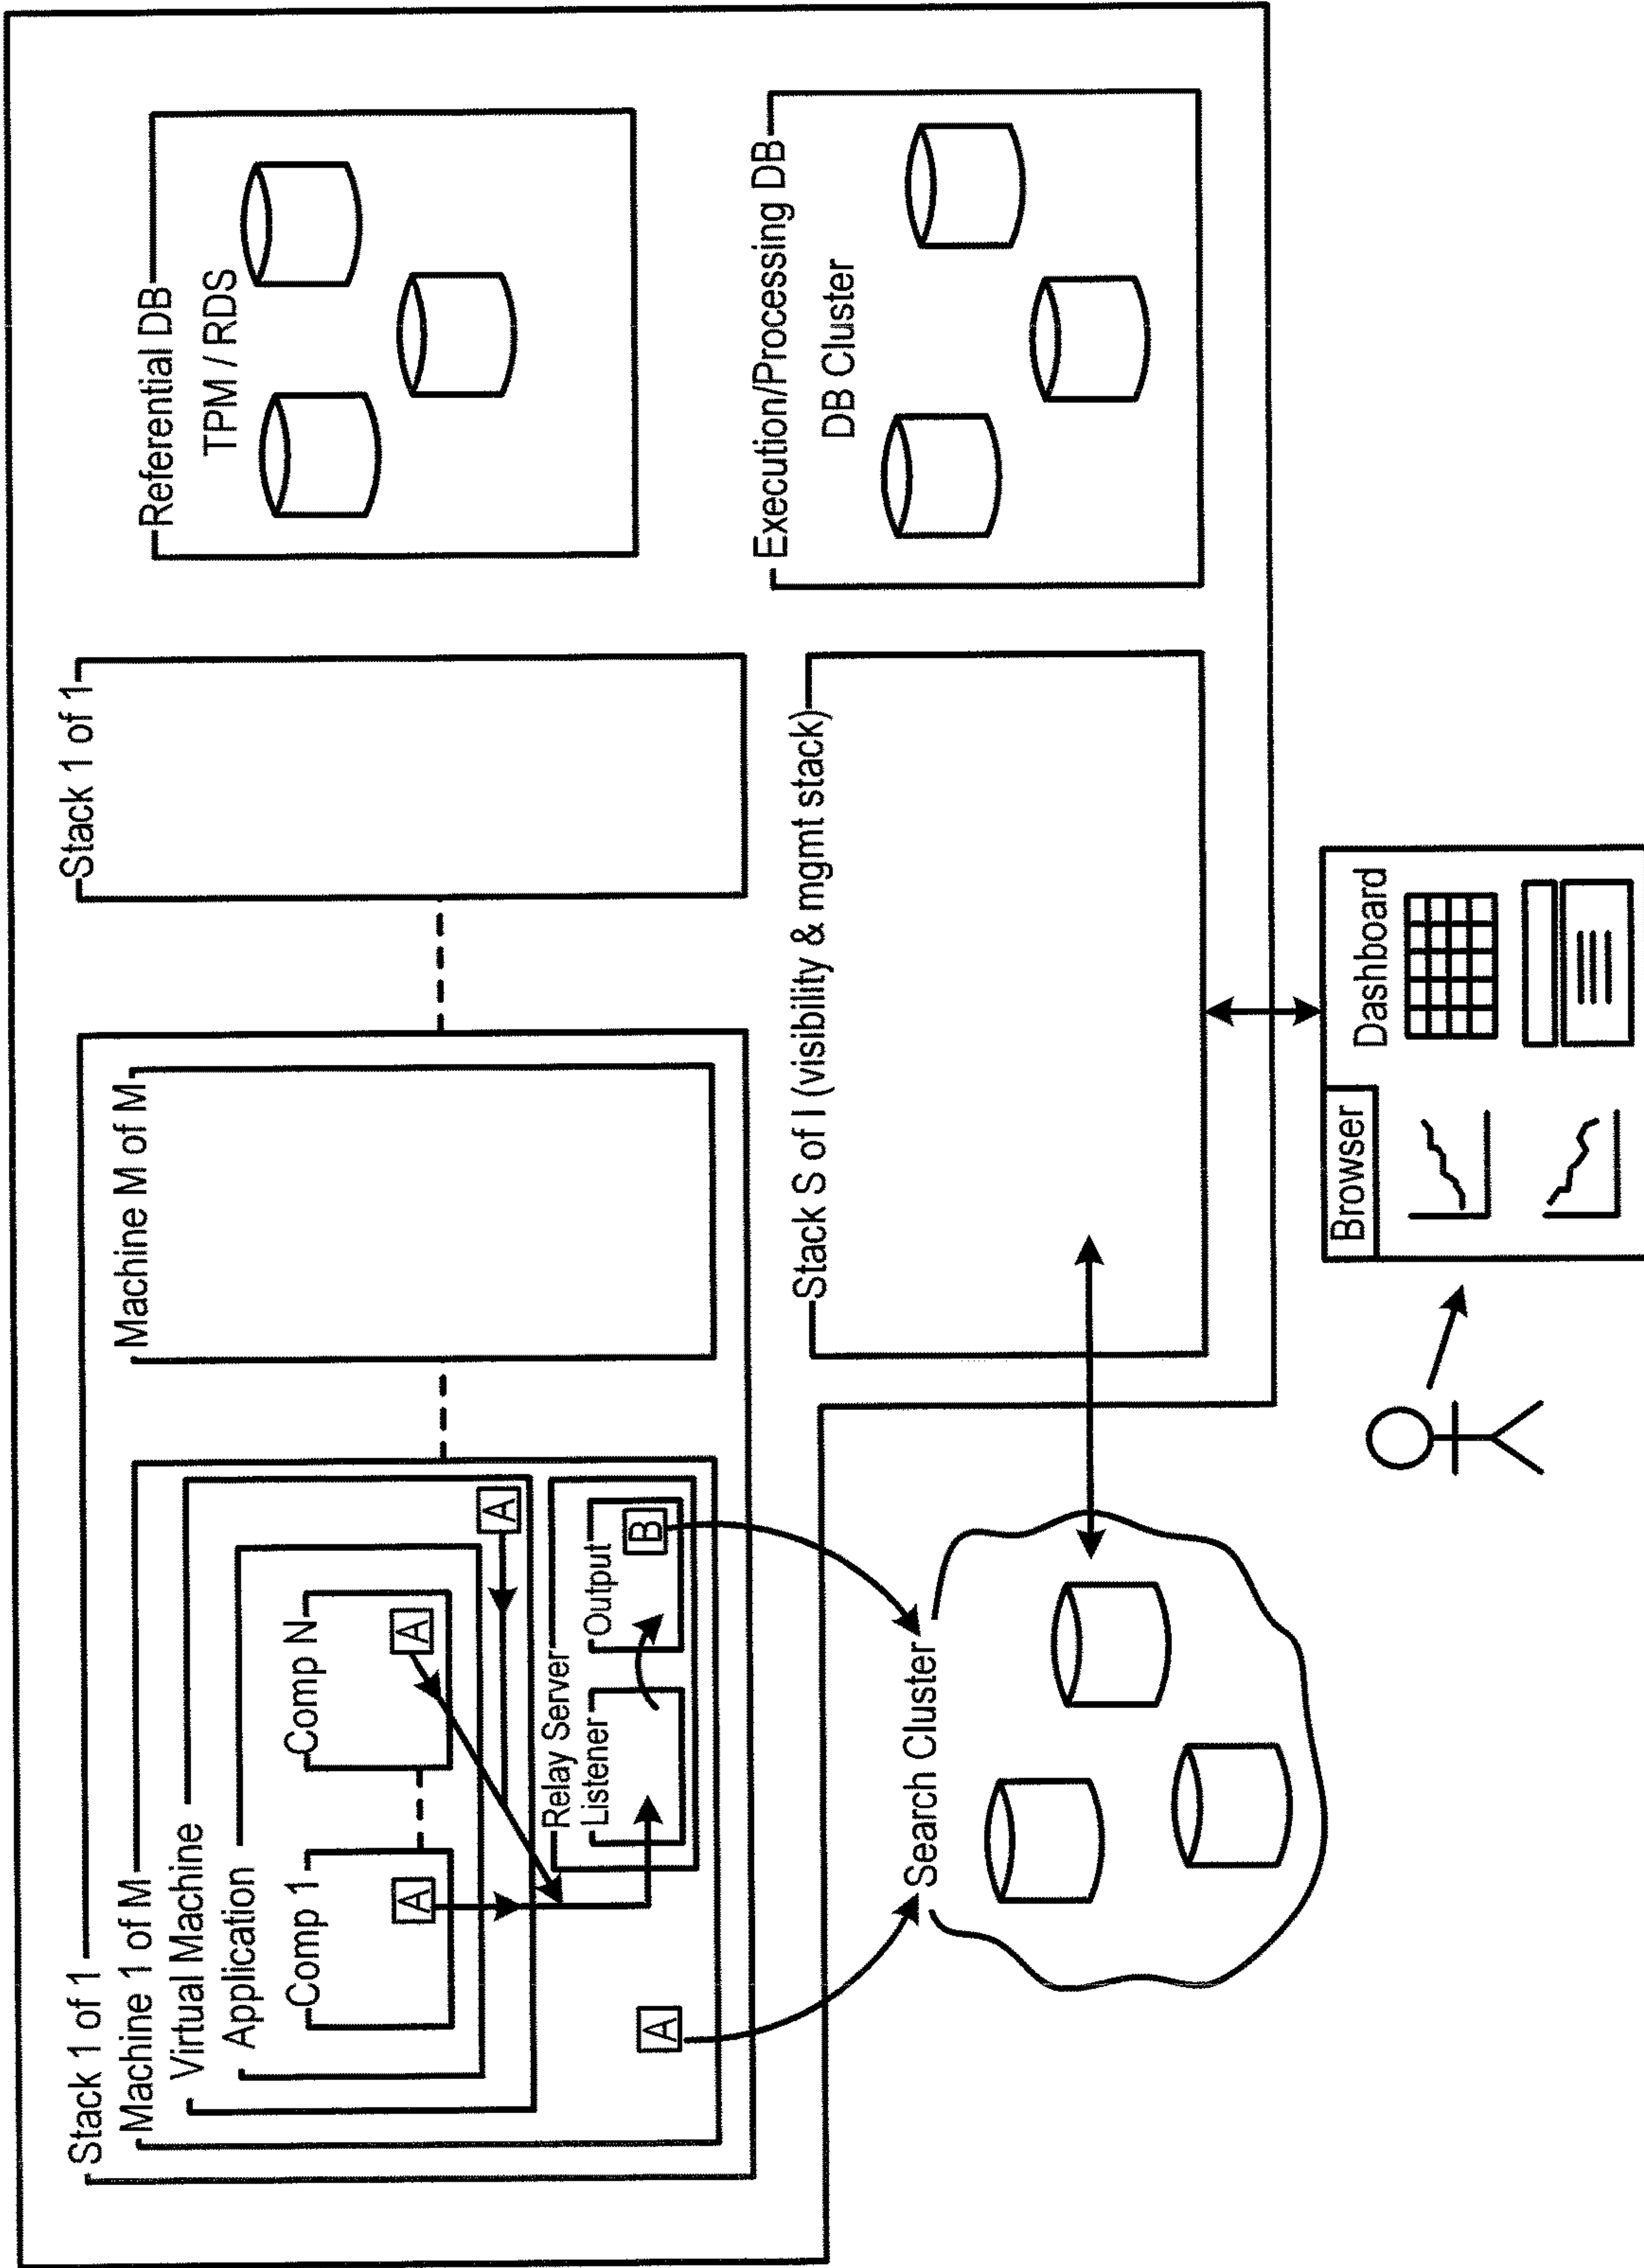 Stack 1 of 1
Machine 1 of M
Virtual Machine
Application
Comp 1
A
Comp N
A
A
Relay Server
Listener
Output
B
A
Machine M of M
Stack 1 of 1
Referential DB
TPM / RDS
Stack S of I (visibility & mgmt stack)
Execution/Processing DB
DB Cluster
Search Cluster
Browser
Dashboard